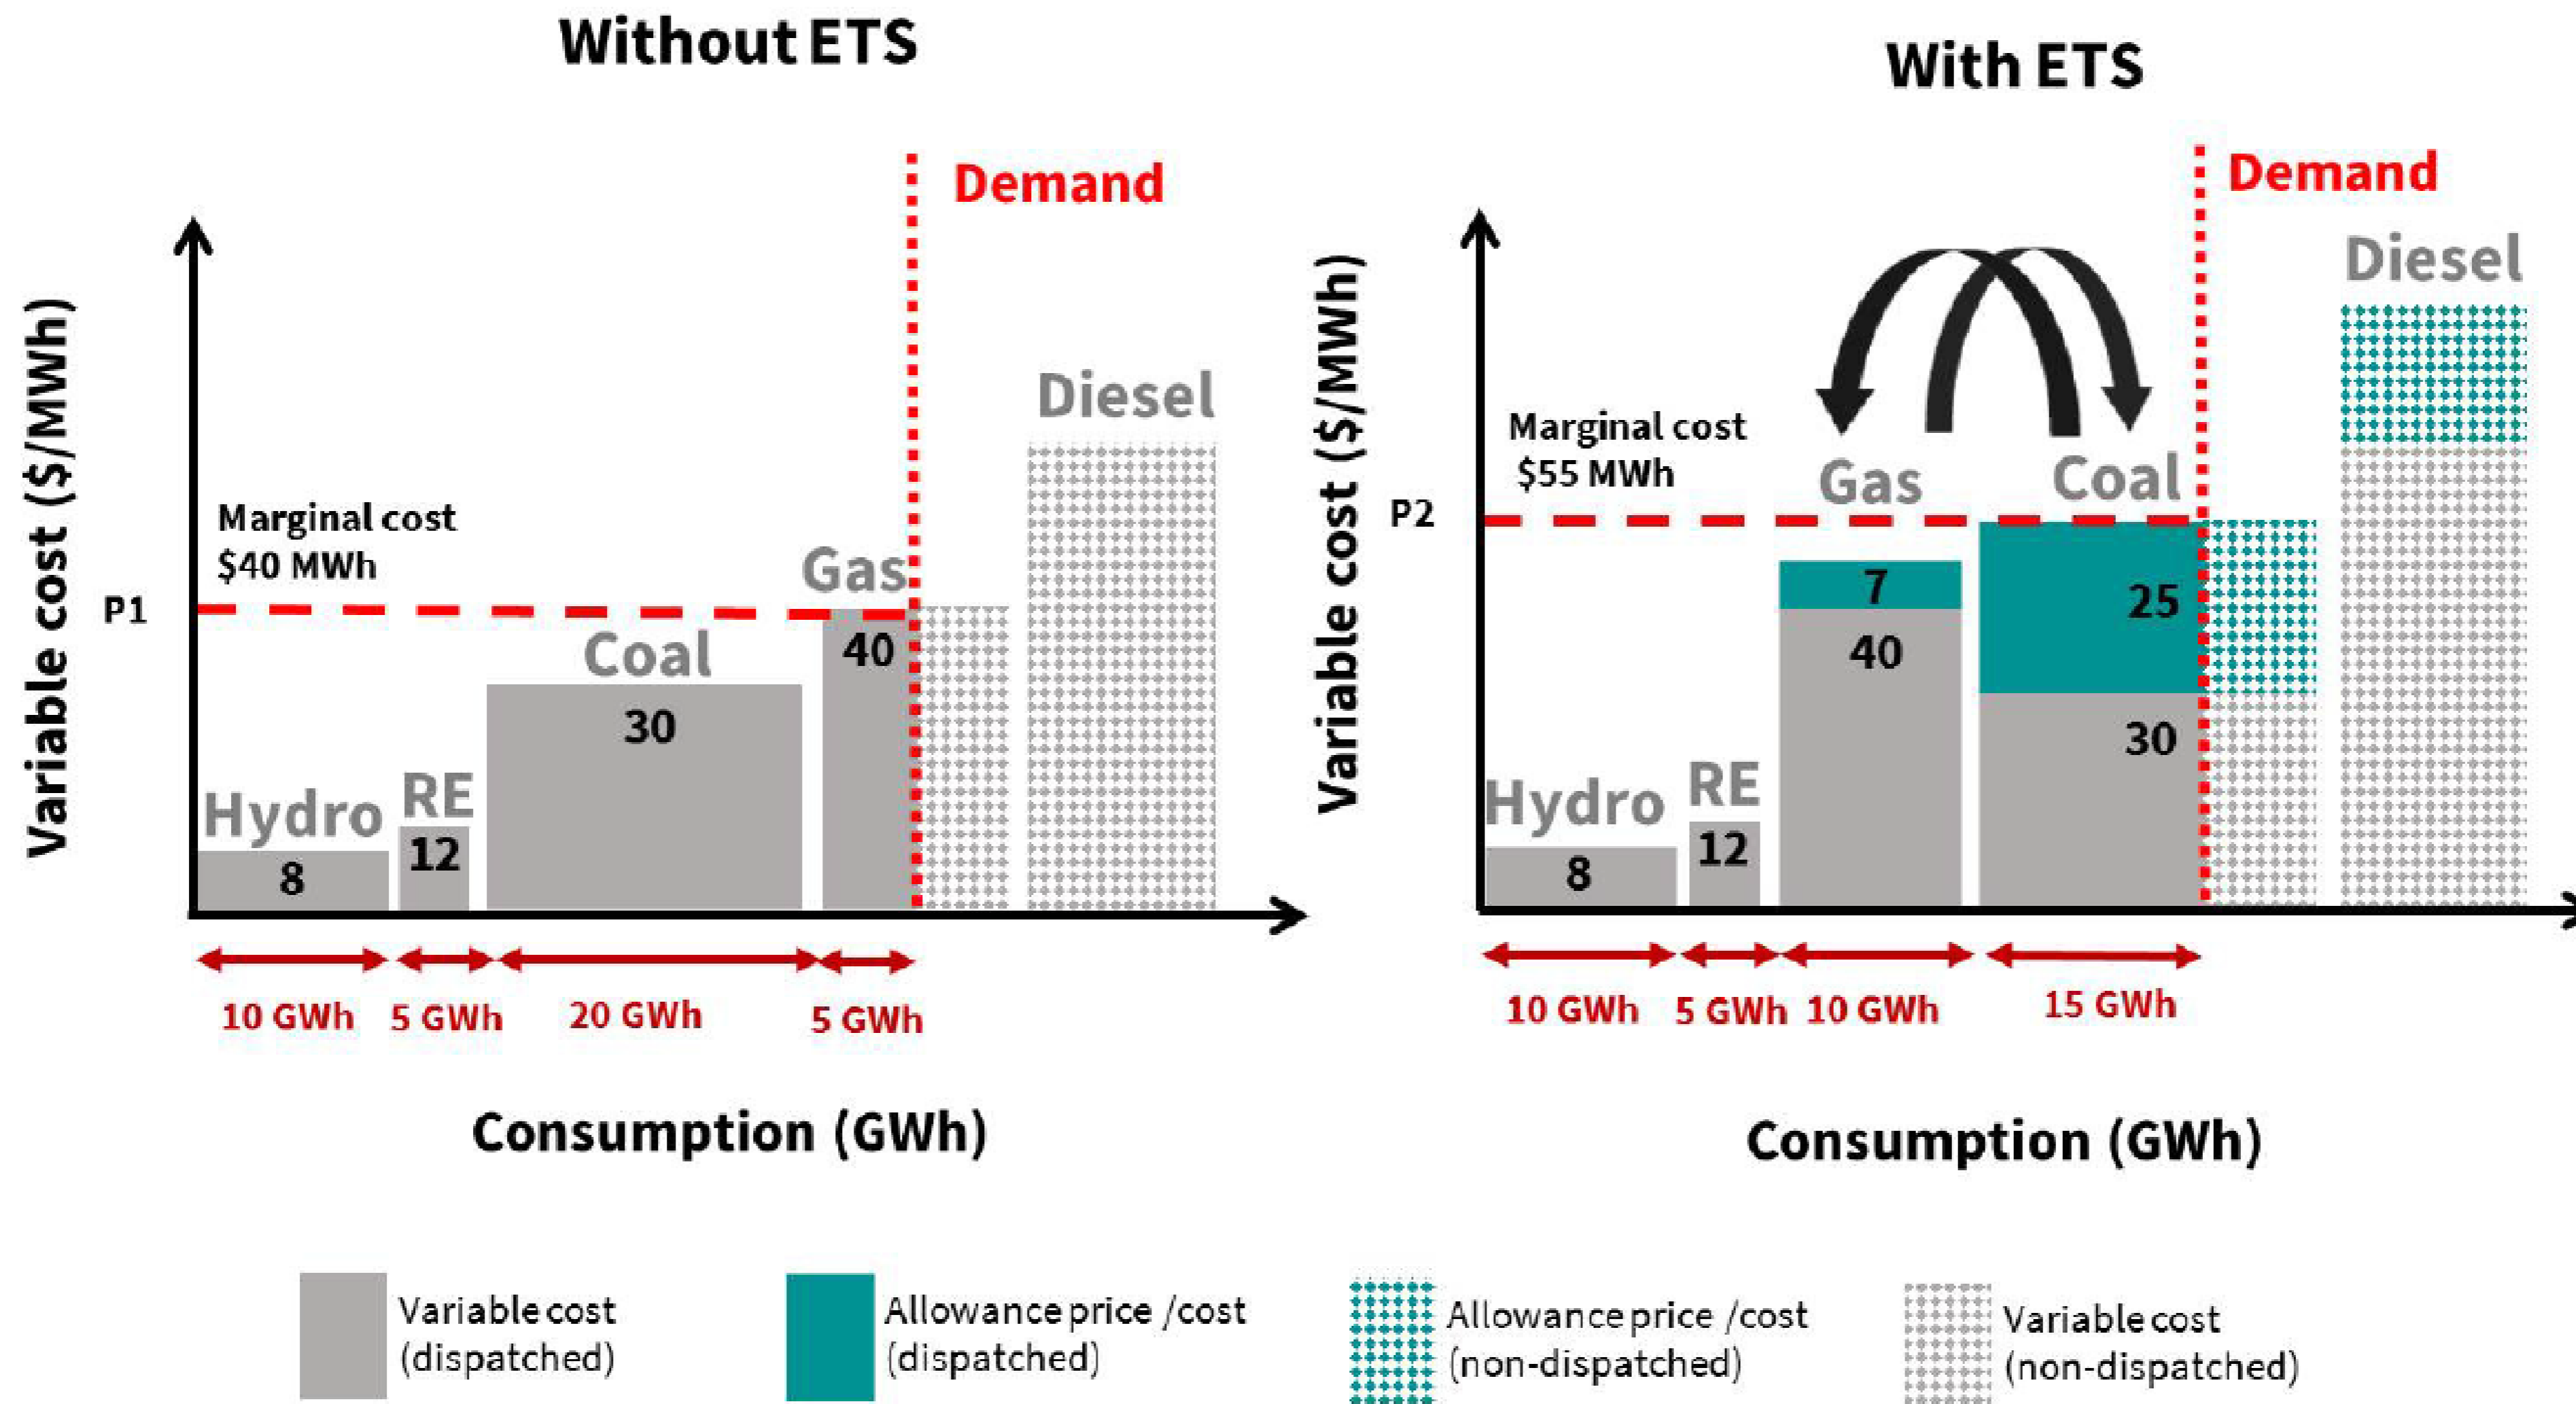 Without ETS
Variable cost ($/MWh)
Demand
Diesel
Marginal cost
$40 MWh
P1
Gas
40
Coal
30
Hydro
8
RE
12
10 GWh
5 GWh
20 GWh
5 GWh
Consumption (GWh)
With ETS
Variable cost ($/MWh)
Demand
Diesel
Marginal cost
$55 MWh
P2
Gas
7
40
Coal
25
30
Hydro
8
RE
12
10 GWh
5 GWh
10 GWh
15 GWh
Consumption (GWh)
Variable cost
(dispatched)
Allowance price /cost
(dispatched)
Allowance price /cost
(non-dispatched)
Variable cost
(non-dispatched)